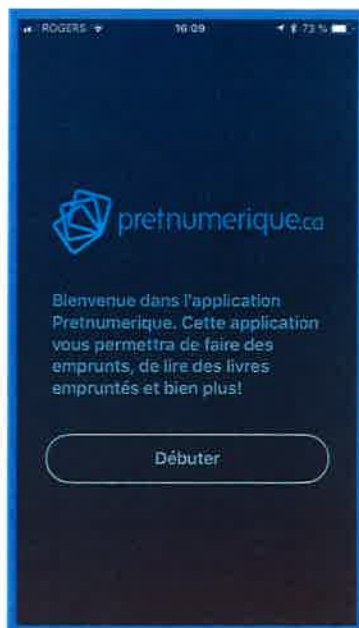 ROGERS 16:09 73 %
pretnumerique.ca
Bienvenue dans l'application
Pretnumerique. Cette application
vous permettra de faire des
emprunts, de lire des livres
empruntés et bien plus!
Débuter